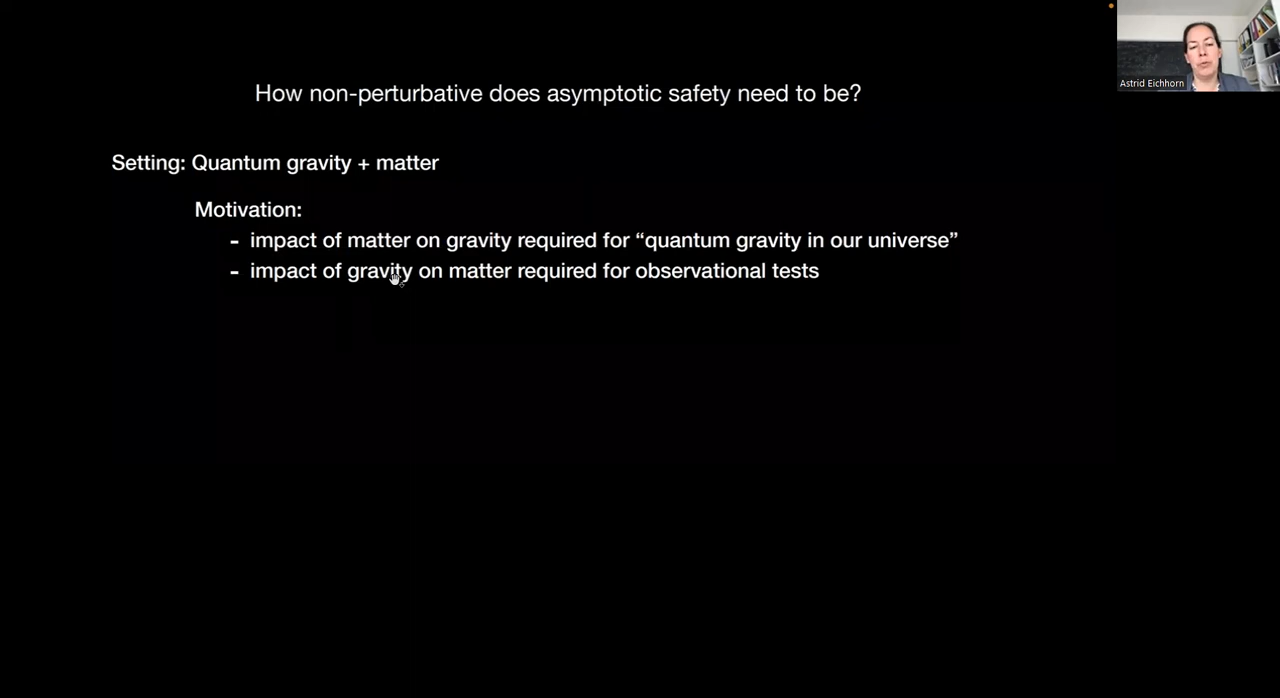 How non-perturbative does asymptotic safety need to be?
Astrid Eichhorn
Setting: Quantum gravity + matter
Motivation:
- impact of matter on gravity required for “quantum gravity in our universe”
- impact of gravity on matter required for observational tests